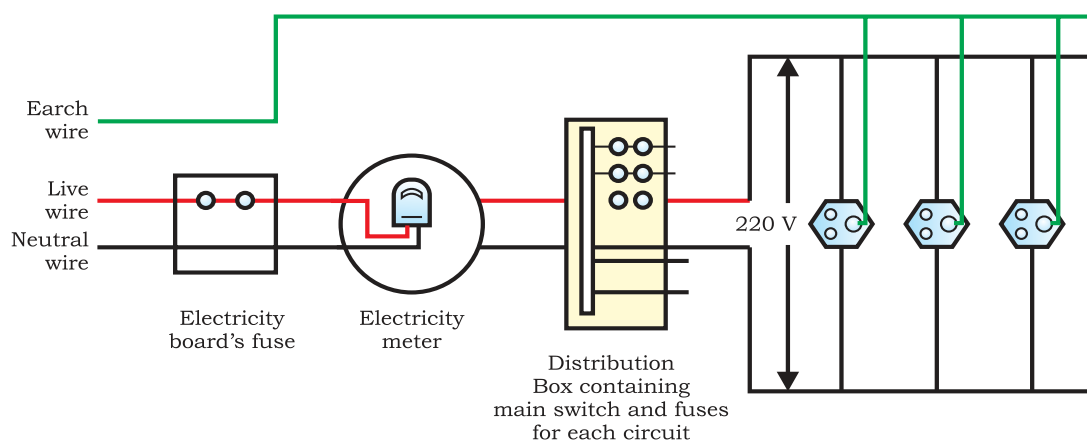 Earch
wire
Live
wire
Neutral
wire
220 V
Electricity
board's fuse
Electricity
meter
Distribution
Box containing
main switch and fuses
for each circuit